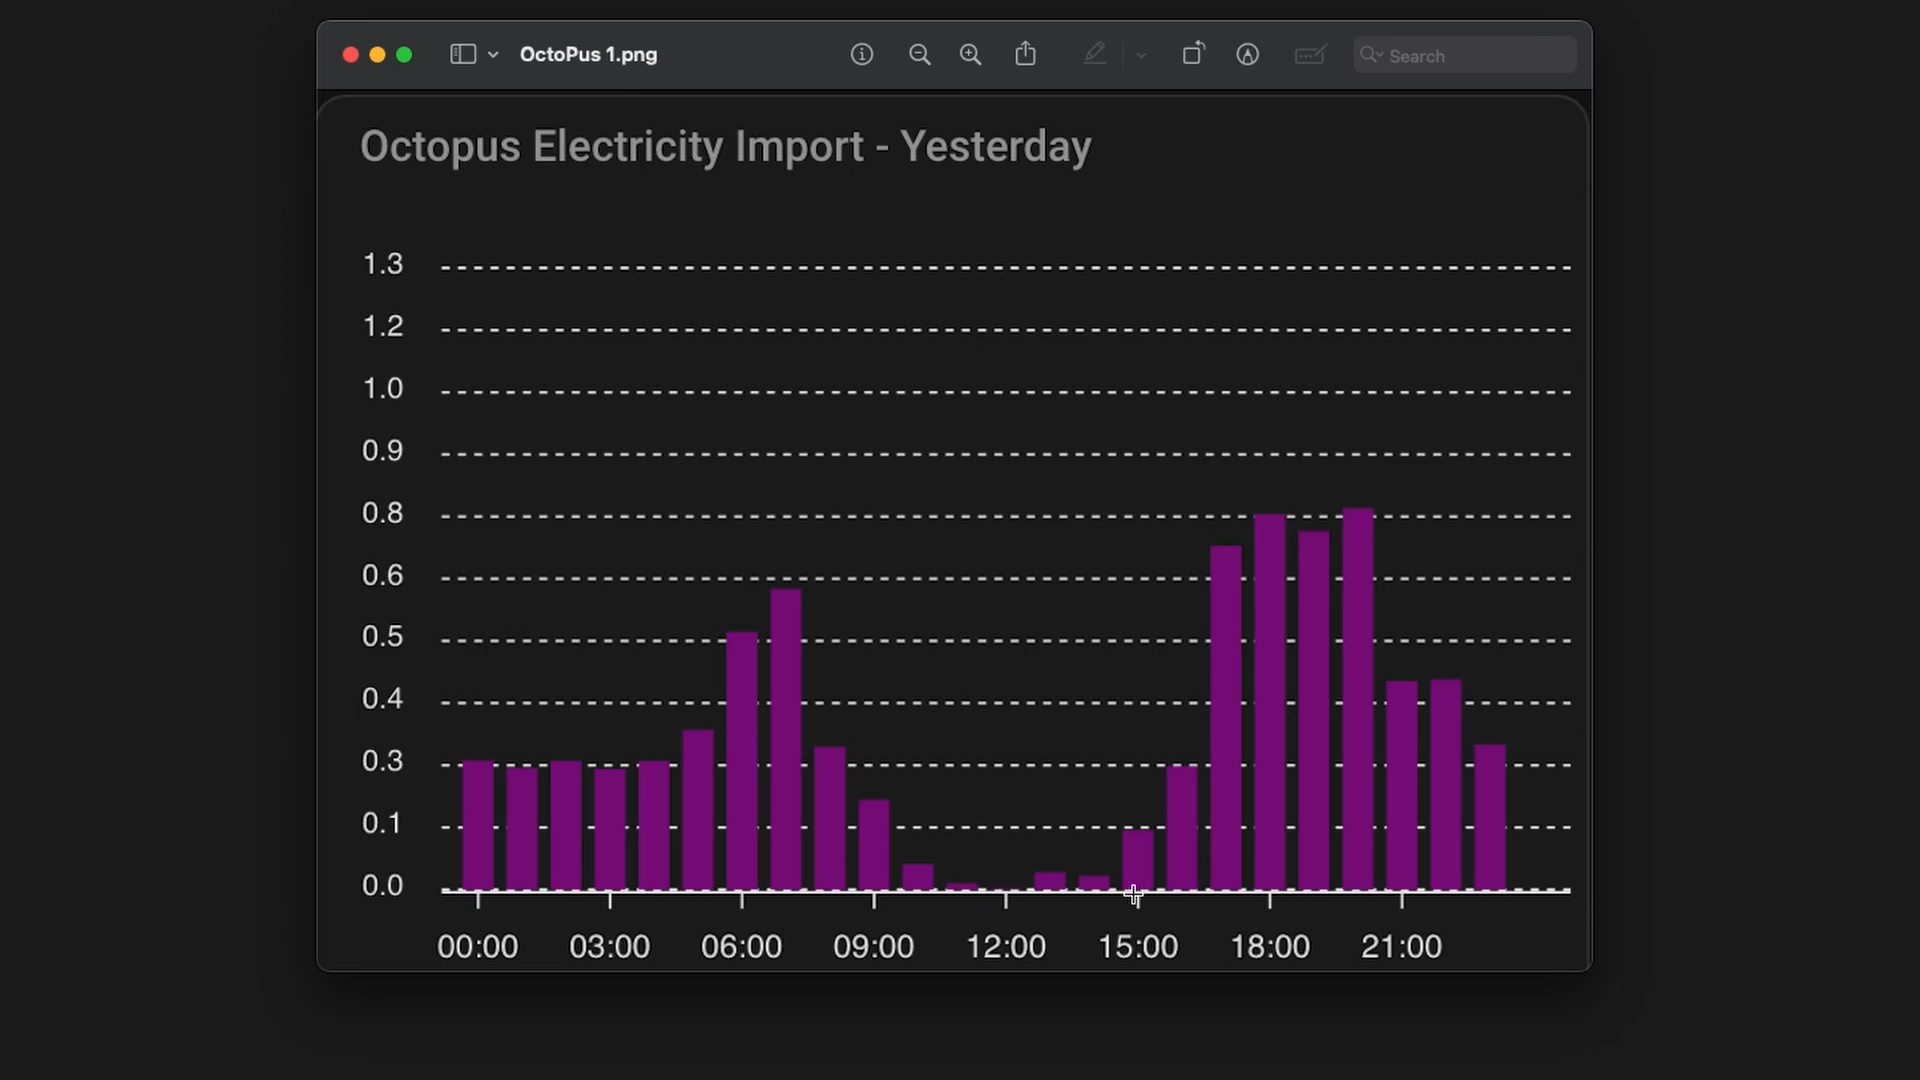 OctoPus 1.png
Search
Octopus Electricity Import - Yesterday
1.3
1.2
1.0
0.9
0.8
0.6
0.5
0.4
0.3
0.1
0.0
00:00 03:00 06:00 09:00 12:00 15:00 18:00 21:00